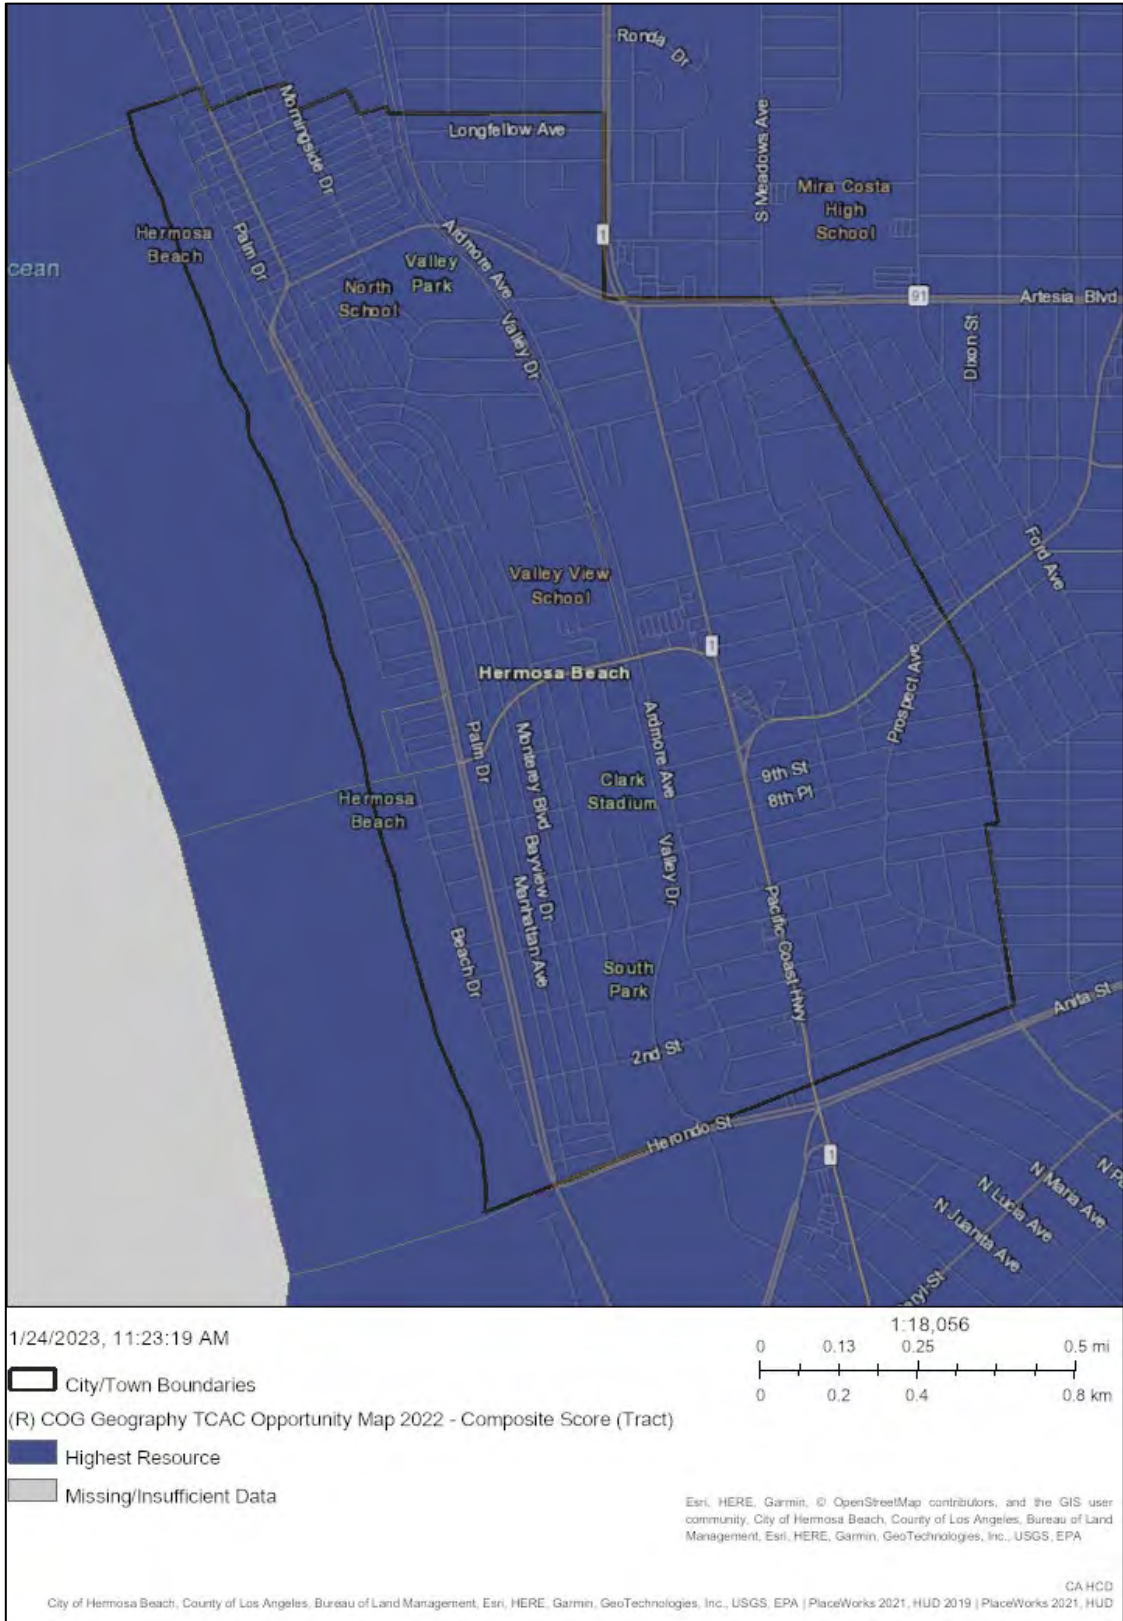 Ronda Dr
Morningside Dr
Longfellow Ave
S Meadows Ave
Mira Costa
High
School
1
Hermosa
Beach
Palm Dr
cean
Valley
Park
North
School
Ardmore Ave
Valley Dr
91
Artesia Blvd
Dixon St
Ford Ave
Valley View
School
1
Hermosa Beach
Prospect Ave
Palm Dr
Monterey Blvd
Bayview Dr
Manhattan Ave
Ardmore Ave
Clark
Stadium
9th St
8th Pl
Hermosa
Beach
Valley Dr
Pacific Coast Hwy
Beach Dr
South
Park
2nd St
Anita St
Herondo St
1
N Maria Ave
N Lucia Ave
N Juanita Ave
N Pa
aryl St
1/24/2023, 11:23:19 AM
1:18,056
0 0.13 0.25 0.5 mi
0 0.2 0.4 0.8 km
City/Town Boundaries
(R) COG Geography TCAC Opportunity Map 2022 - Composite Score (Tract)
Highest Resource
Missing/Insufficient Data
Esri, HERE, Garmin, © OpenStreetMap contributors, and the GIS user
community, City of Hermosa Beach, County of Los Angeles, Bureau of Land
Management, Esri, HERE, Garmin, GeoTechnologies, Inc., USGS, EPA
CA HCD
City of Hermosa Beach, County of Los Angeles, Bureau of Land Management, Esri, HERE, Garmin, GeoTechnologies, Inc., USGS, EPA | PlaceWorks 2021, HUD 2019 | PlaceWorks 2021, HUD